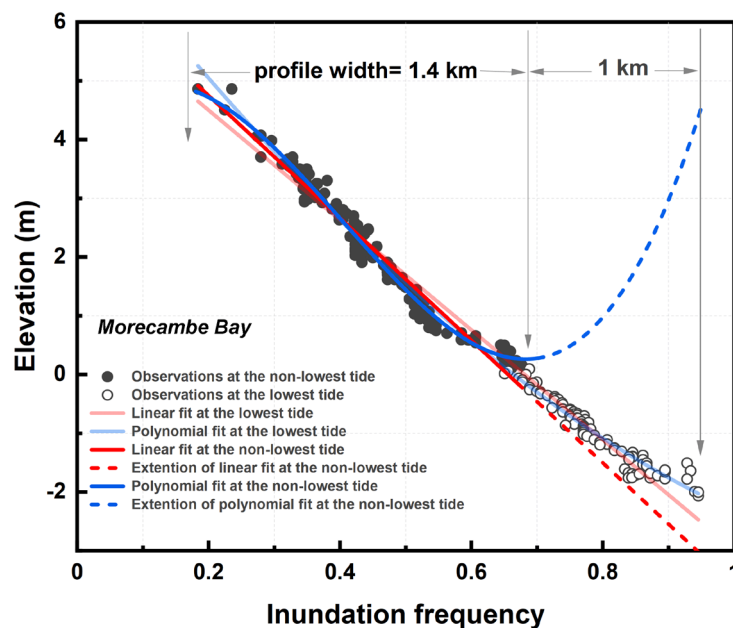 profile width= 1.4 km
1 km
Elevation (m)
6
4
2
0
-2
Morecambe Bay
Observations at the non-lowest tide
Observations at the lowest tide
Linear fit at the lowest tide
Polynomial fit at the lowest tide
Linear fit at the non-lowest tide
Extention of linear fit at the non-lowest tide
Polynomial fit at the non-lowest tide
Extention of polynomial fit at the non-lowest tide
0 0.2 0.4 0.6 0.8 1
Inundation frequency